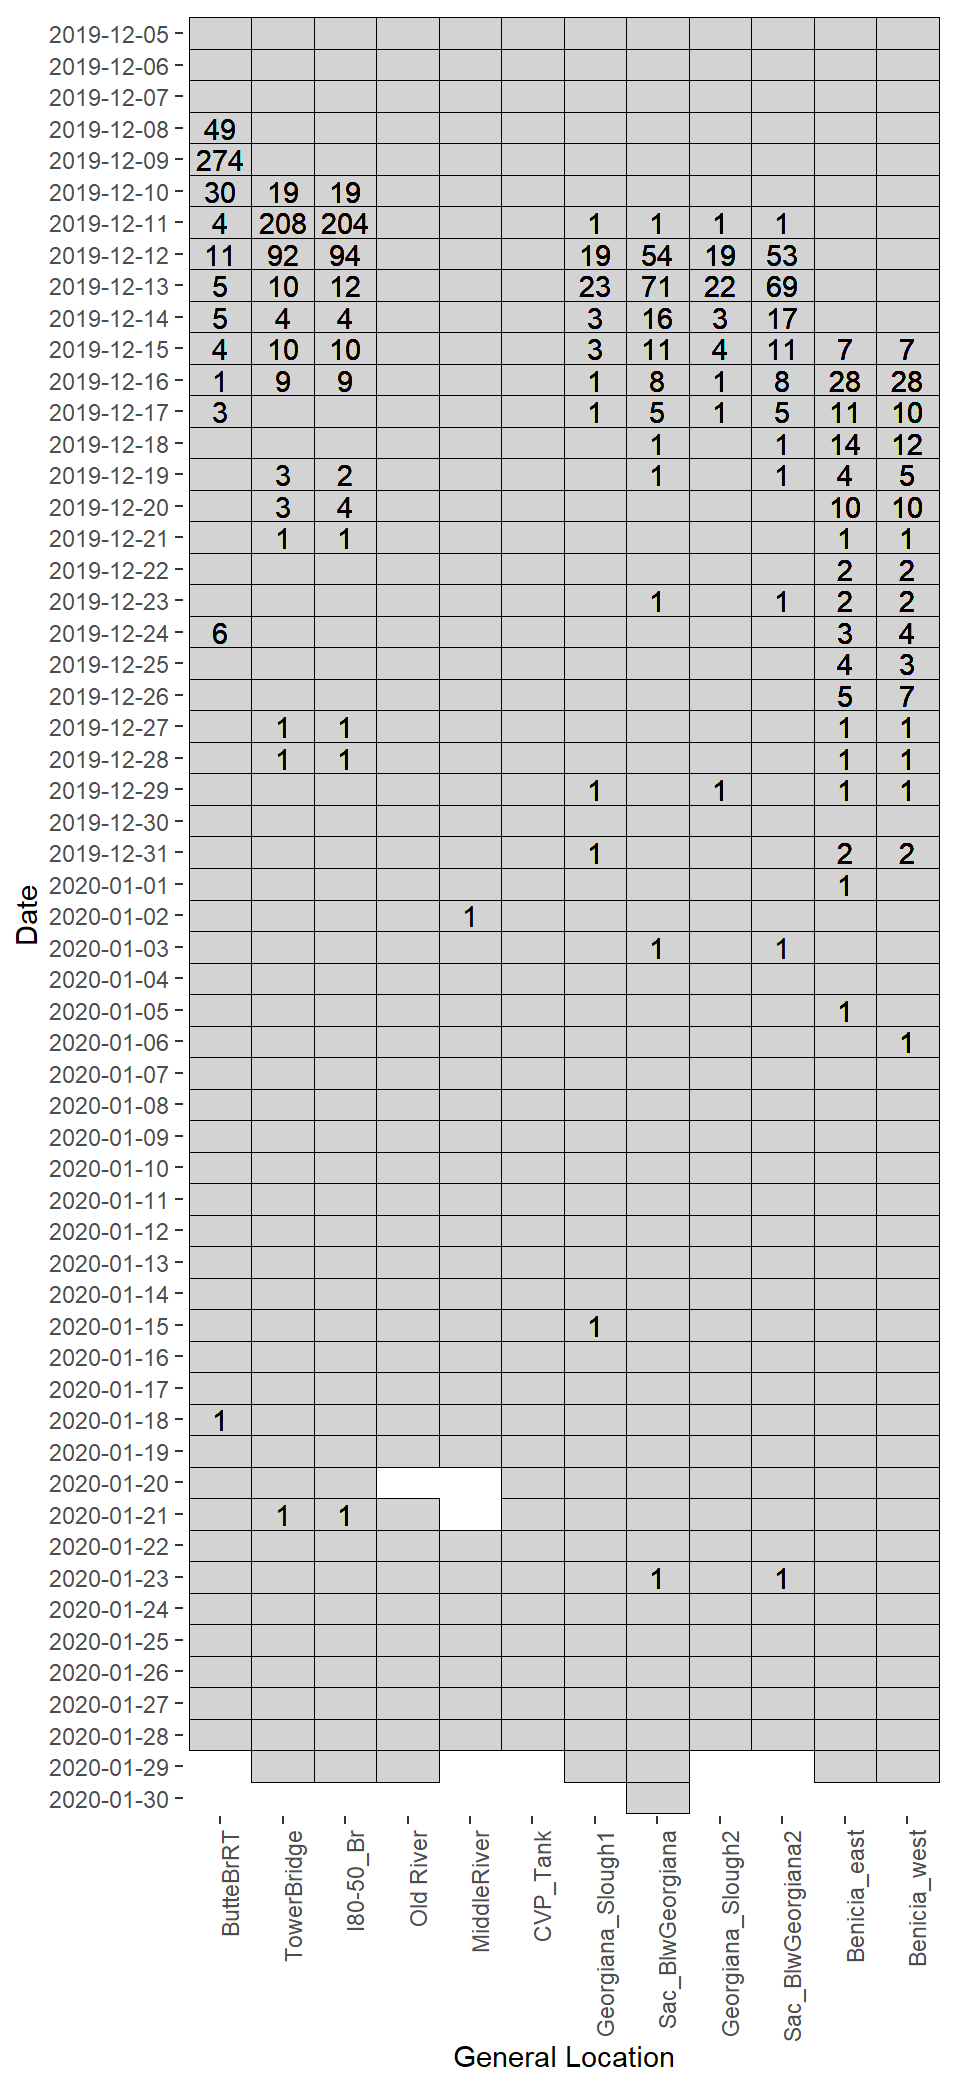 2019-12-05
2019-12-06
2019-12-07
2019-12-08 49
2019-12-09 274
2019-12-10 30 19 19
2019-12-11 4 208 204 1 1 1 1
2019-12-12 11 92 94 19 54 19 53
2019-12-13 5 10 12 23 71 22 69
2019-12-14 5 4 4 3 16 3 17
2019-12-15 4 10 10 3 11 4 11 7 7
2019-12-16 1 9 9 1 8 1 8 28 28
2019-12-17 3 1 5 1 5 11 10
2019-12-18 1 1 14 12
2019-12-19 3 2 1 1 4 5
2019-12-20 3 4 10 10
2019-12-21 1 1 1 1
2019-12-22 2 2
2019-12-23 1 1 2 2
2019-12-24 6 3 4
2019-12-25 4 3
2019-12-26 5 7
2019-12-27 1 1 1 1
2019-12-28 1 1 1 1
2019-12-29 1 1 1 1
2019-12-30
2019-12-31 1 2 2
2020-01-01 1
2020-01-02 1
2020-01-03 1 1
2020-01-04
2020-01-05 1
2020-01-06 1
2020-01-07
2020-01-08
2020-01-09
2020-01-10
2020-01-11
2020-01-12
2020-01-13
2020-01-14
2020-01-15 1
2020-01-16
2020-01-17
2020-01-18 1
2020-01-19
2020-01-20
2020-01-21 1 1
2020-01-22
2020-01-23 1 1
2020-01-24
2020-01-25
2020-01-26
2020-01-27
2020-01-28
2020-01-29
2020-01-30
Date
ButteBrRT
TowerBridge
I80-50_Br
Old River
MiddleRiver
CVP_Tank
Georgiana_Slough1
Sac_BlwGeorgiana
Georgiana_Slough2
Sac_BlwGeorgiana2
Benicia_east
Benicia_west
General Location